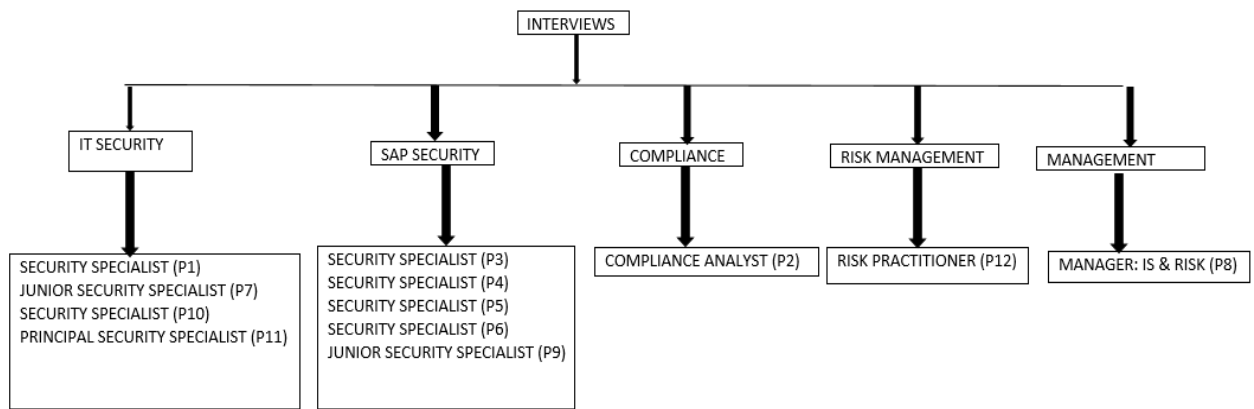 INTERVIEWS
IT SECURITY
SAP SECURITY
COMPLIANCE
RISK MANAGEMENT
MANAGEMENT
SECURITY SPECIALIST (P1)
JUNIOR SECURITY SPECIALIST (P7)
SECURITY SPECIALIST (P10)
PRINCIPAL SECURITY SPECIALIST (P11)
SECURITY SPECIALIST (P3)
SECURITY SPECIALIST (P4)
SECURITY SPECIALIST (P5)
SECURITY SPECIALIST (P6)
JUNIOR SECURITY SPECIALIST (P9)
COMPLIANCE ANALYST (P2)
RISK PRACTITIONER (P12)
MANAGER: IS & RISK (P8)